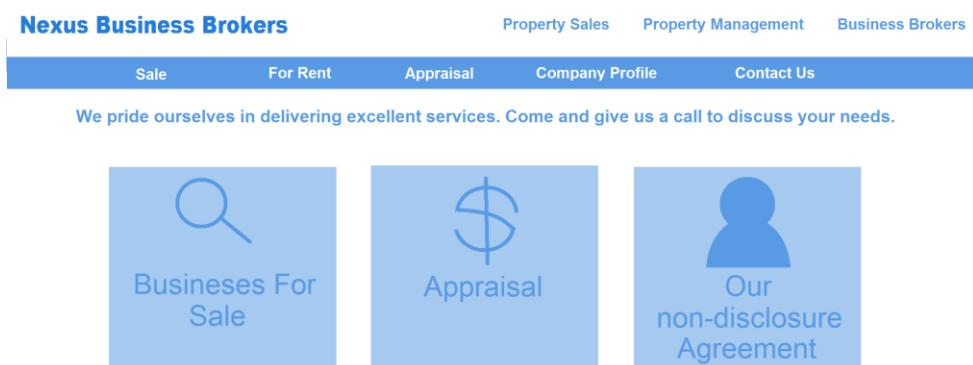 Nexus Business Brokers
Property Sales Property Management Business Brokers
Sale For Rent Appraisal Company Profile Contact Us
We pride ourselves in delivering excellent services. Come and give us a call to discuss your needs.
Busineses For
Sale
Appraisal
Our
non-disclosure
Agreement